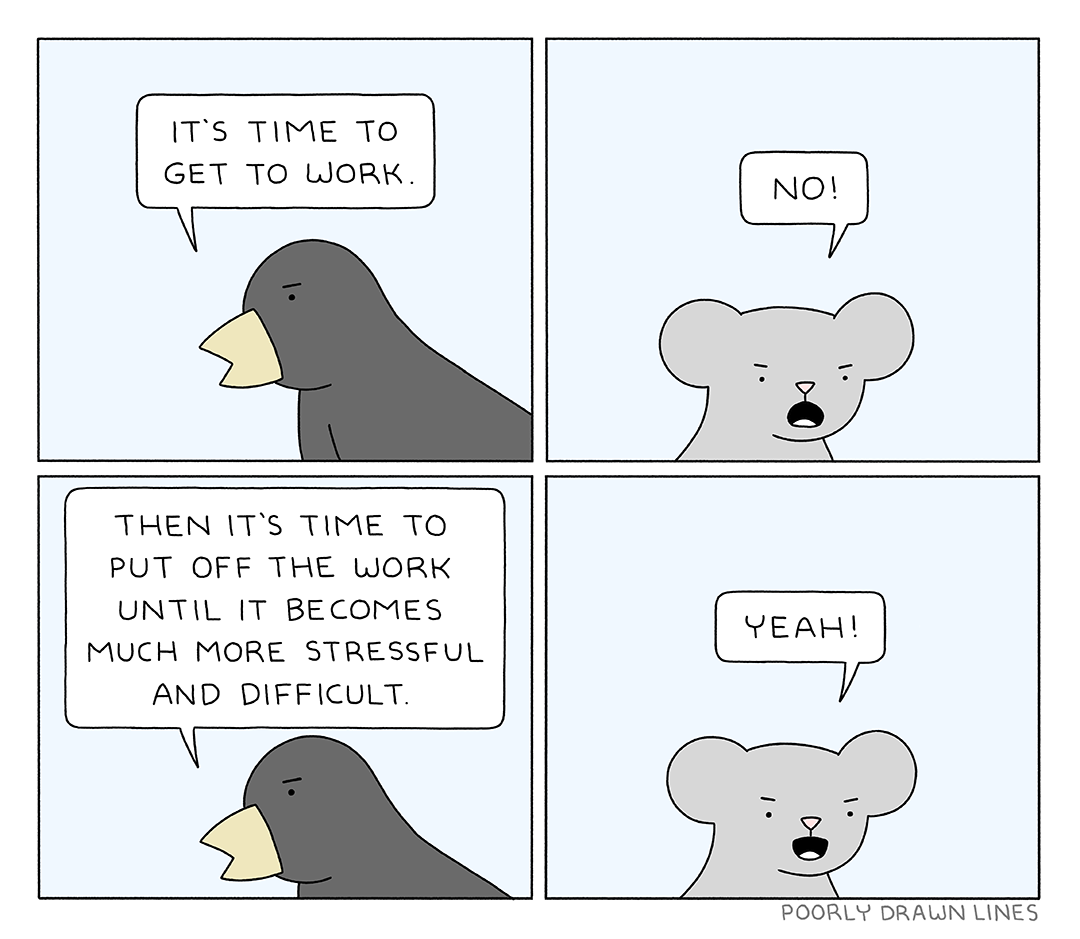 IT'S TIME TO
GET TO WORK.
NO!
THEN IT'S TIME TO
PUT OFF THE WORK
UNTIL IT BECOMES
MUCH MORE STRESSFUL
AND DIFFICULT.
YEAH!
POORLY DRAWN LINES